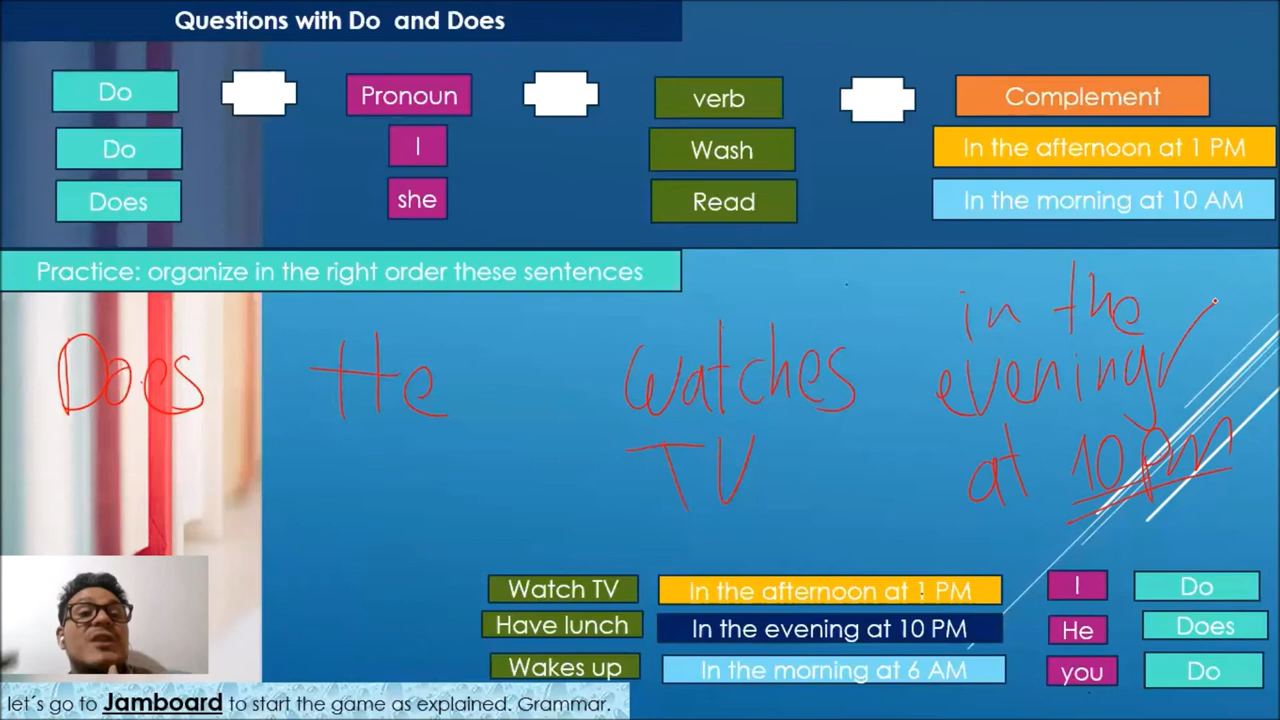 Questions with Do and Does
Do Pronoun verb Complement
Do I Wash In the afternoon at 1 PM
Does she Read In the morning at 10 AM
Practice: organize in the right order these sentences
Does He watches in the
TV evening
at 10 pm
Watch TV In the afternoon at 1 PM I Do
Have lunch In the evening at 10 PM He Does
Wakes up In the morning at 6 AM you Do
let´s go to Jamboard to start the game as explained. Grammar.